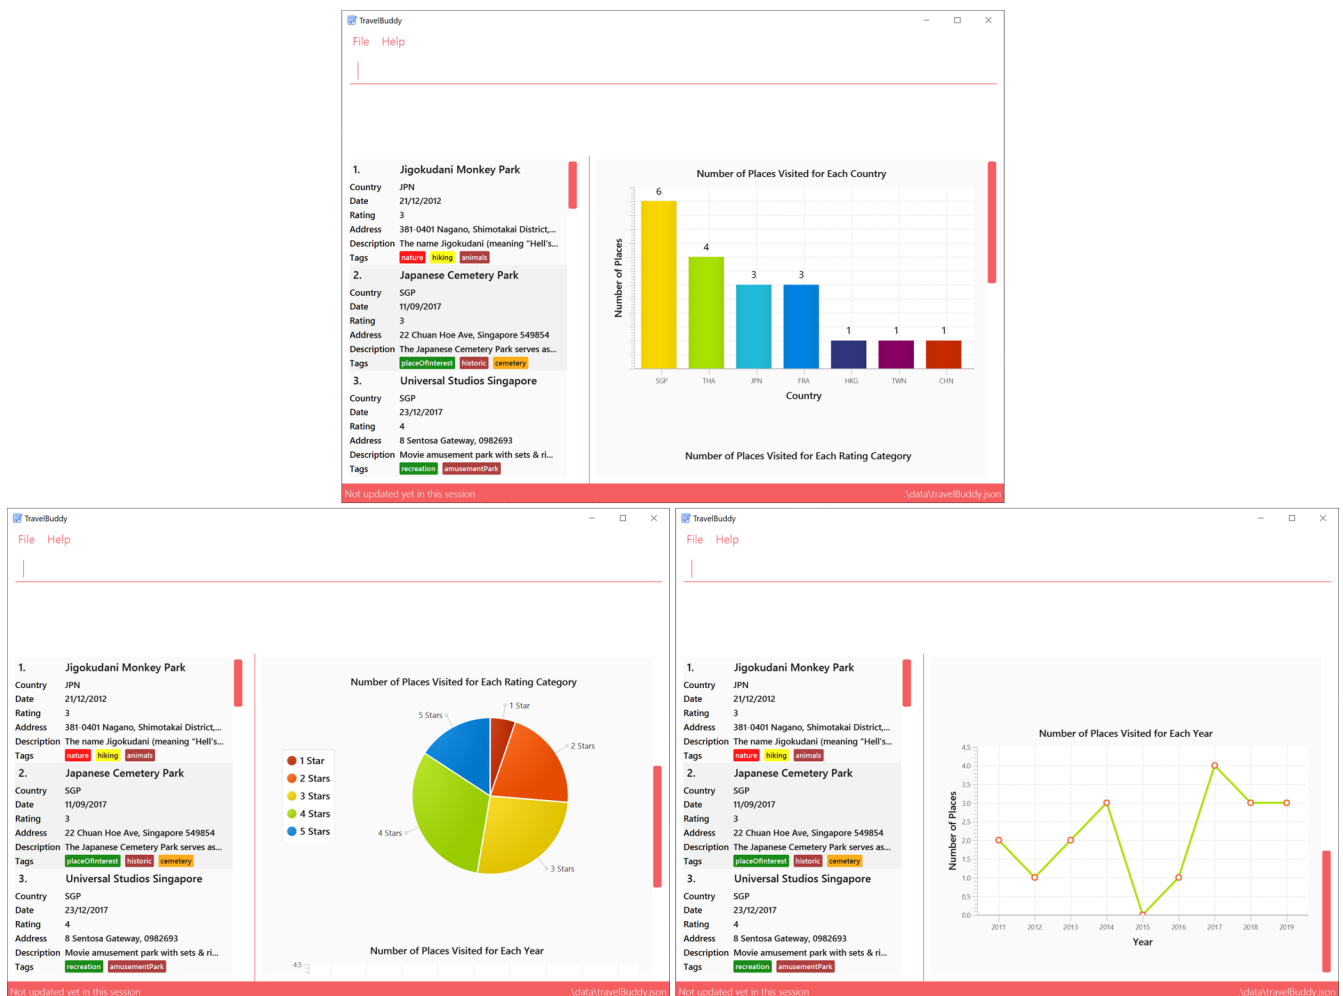 TravelBuddy
File Help
1. Jigokudani Monkey Park
Country JPN
Date 21/12/2012
Rating 3
Address 381-0401 Nagano, Shimotakai District,...
Description The name Jigokudani (meaning “Hell’s...
Tags nature hiking animals
2. Japanese Cemetery Park
Country SGP
Date 11/09/2017
Rating 3
Address 22 Chuan Hoe Ave, Singapore 549854
Description The Japanese Cemetery Park serves as...
Tags placeOfInterest historic cemetery
3. Universal Studios Singapore
Country SGP
Date 23/12/2017
Rating 4
Address 8 Sentosa Gateway, 0982693
Description Movie amusement park with sets & ri...
Tags recreation amusementPark
Number of Places Visited for Each Country
Number of Places
6
4
3
3
1
1
1
SGP THA JPN FRA HKG TWN CHN
Country
Number of Places Visited for Each Rating Category
Not updated yet in this session .\data\travelBuddy.json
TravelBuddy
File Help
1. Jigokudani Monkey Park
Country JPN
Date 21/12/2012
Rating 3
Address 381-0401 Nagano, Shimotakai District,...
Description The name Jigokudani (meaning “Hell’s...
Tags nature hiking animals
2. Japanese Cemetery Park
Country SGP
Date 11/09/2017
Rating 3
Address 22 Chuan Hoe Ave, Singapore 549854
Description The Japanese Cemetery Park serves as...
Tags placeOfInterest historic cemetery
3. Universal Studios Singapore
Country SGP
Date 23/12/2017
Rating 4
Address 8 Sentosa Gateway, 0982693
Description Movie amusement park with sets & ri...
Tags recreation amusementPark
Number of Places Visited for Each Rating Category
1 Star
2 Stars
3 Stars
4 Stars
5 Stars
1 Star
2 Stars
3 Stars
4 Stars
5 Stars
Number of Places Visited for Each Year
4.5
Not updated yet in this session .\data\travelBuddy.json
TravelBuddy
File Help
1. Jigokudani Monkey Park
Country JPN
Date 21/12/2012
Rating 3
Address 381-0401 Nagano, Shimotakai District,...
Description The name Jigokudani (meaning “Hell’s...
Tags nature hiking animals
2. Japanese Cemetery Park
Country SGP
Date 11/09/2017
Rating 3
Address 22 Chuan Hoe Ave, Singapore 549854
Description The Japanese Cemetery Park serves as...
Tags placeOfInterest historic cemetery
3. Universal Studios Singapore
Country SGP
Date 23/12/2017
Rating 4
Address 8 Sentosa Gateway, 0982693
Description Movie amusement park with sets & ri...
Tags recreation amusementPark
Number of Places Visited for Each Year
Number of Places
4.5
4.0
3.5
3.0
2.5
2.0
1.5
1.0
0.5
0.0
2011 2012 2013 2014 2015 2016 2017 2018 2019
Year
Not updated yet in this session .\data\travelBuddy.json